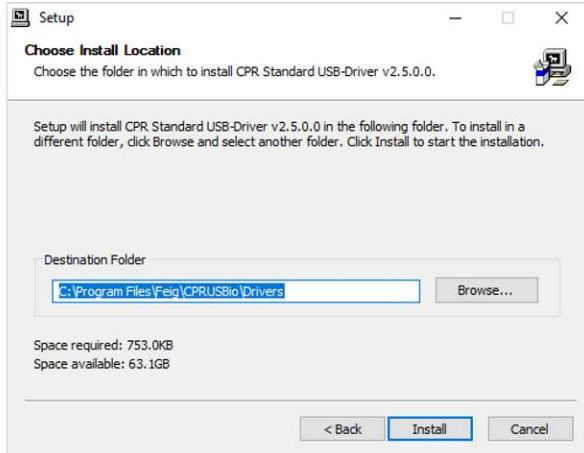 Setup
Choose Install Location
Choose the folder in which to install CPR Standard USB-Driver v2.5.0.0.
Setup will install CPR Standard USB-Driver v2.5.0.0 in the following folder. To install in a
different folder, click Browse and select another folder. Click Install to start the installation.
Destination Folder
C:\Program Files\Feig\CPRUSBio\Drivers
Browse...
Space required: 753.0KB
Space available: 63.1GB
< Back
Install
Cancel